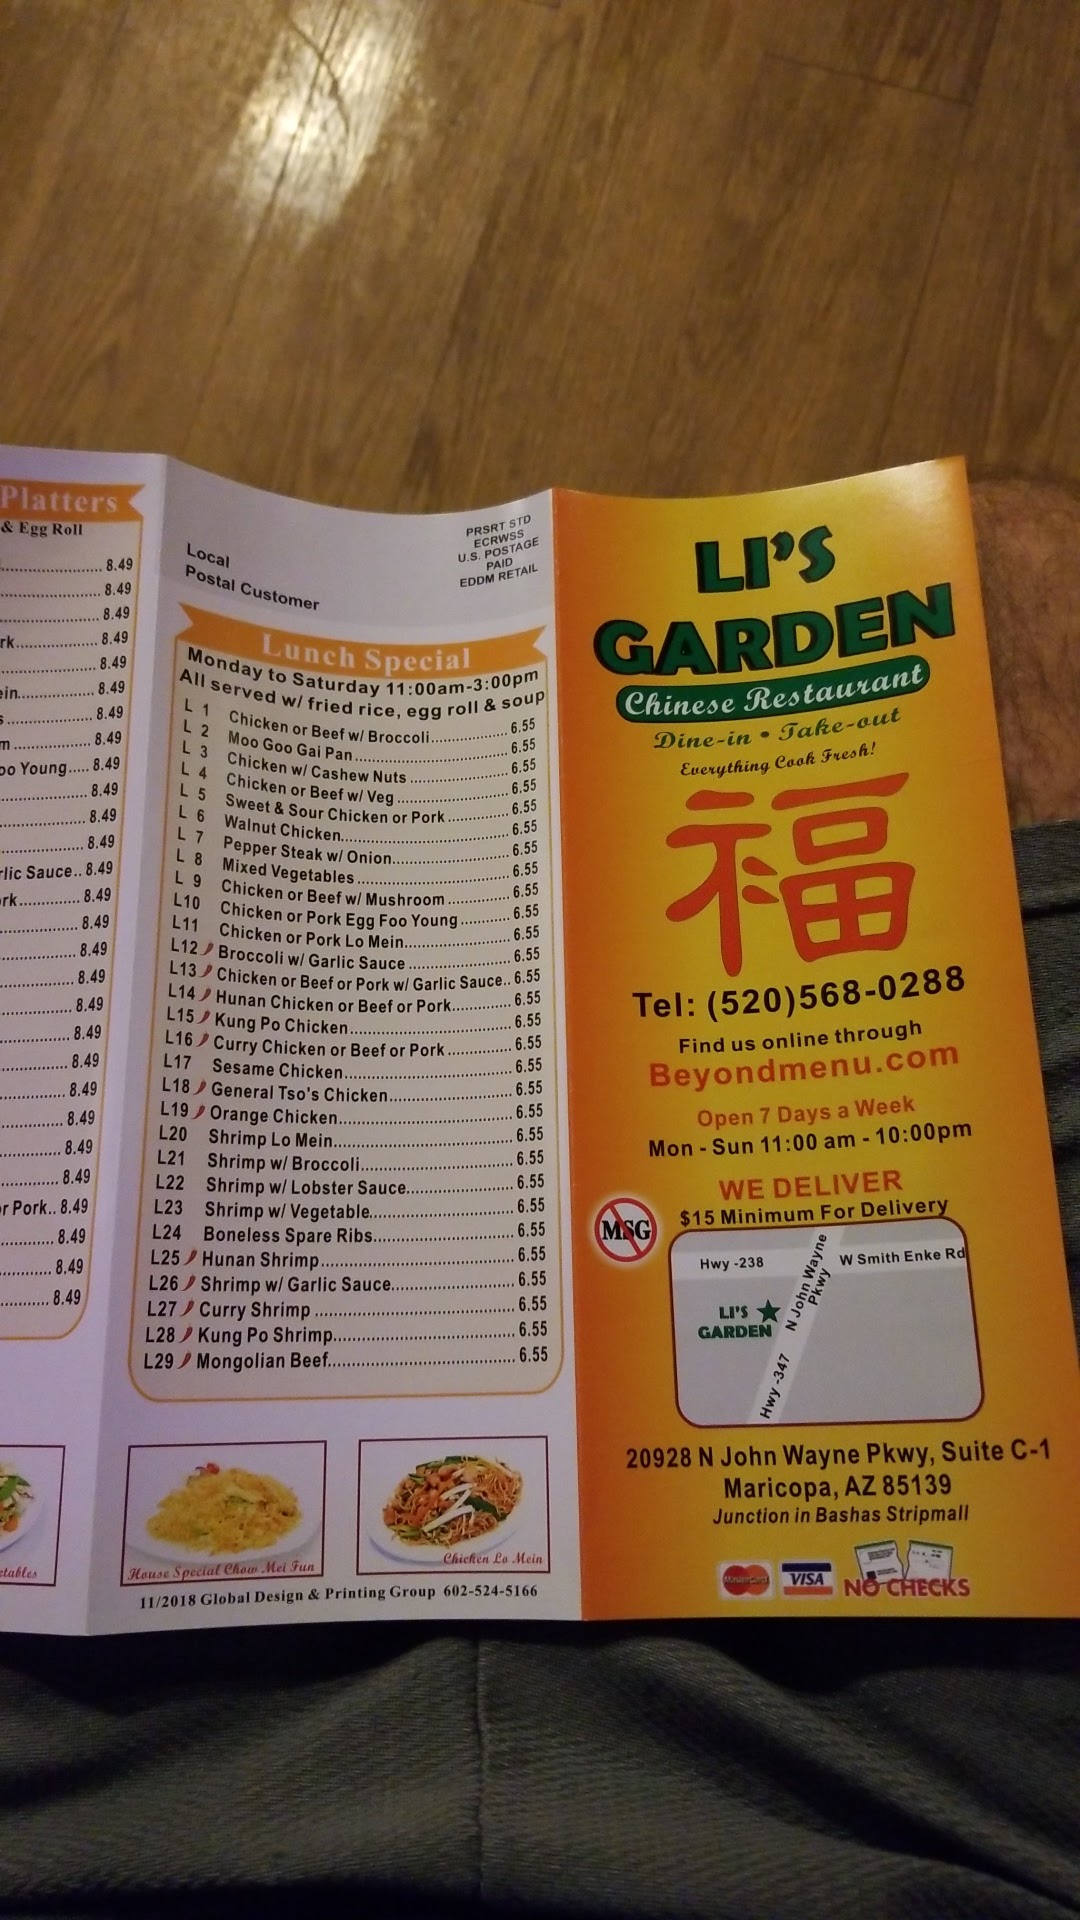 Platters
& Egg Roll
8.49
8.49
8.49
8.49
8.49
8.49
8.49
8.49
oo Young..... 8.49
8.49
8.49
8.49
Sauce.. 8.49
8.49
8.49
8.49
8.49
8.49
8.49
8.49
8.49
8.49
8.49
8.49
or Pork.. 8.49
8.49
8.49
8.49
Local
Postal Customer
PRSRT STD
ECRWSS
U.S. POSTAGE
PAID
EDDM RETAIL
Lunch Special
Monday to Saturday 11:00am-3:00pm
All served w/ fried rice, egg roll & soup
L 1 Chicken or Beef w/ Broccoli 6.55
L 2 Moo Goo Gai Pan 6.55
L 3 Chicken w/ Cashew Nuts 6.55
L 4 Chicken or Beef w/ Veg 6.55
L 5 Sweet & Sour Chicken or Pork 6.55
L 6 Walnut Chicken 6.55
L 7 Pepper Steak w/ Onion 6.55
L 8 Mixed Vegetables 6.55
L 9 Chicken or Beef w/ Mushroom 6.55
L10 Chicken or Pork Egg Foo Young 6.55
L11 Chicken or Pork Lo Mein 6.55
L12 Broccoli w/ Garlic Sauce 6.55
L13 Chicken or Beef or Pork w/ Garlic Sauce.. 6.55
L14 Hunan Chicken or Beef or Pork 6.55
L15 Kung Po Chicken 6.55
L16 Curry Chicken or Beef or Pork 6.55
L17 Sesame Chicken 6.55
L18 General Tso's Chicken 6.55
L19 Orange Chicken 6.55
L20 Shrimp Lo Mein 6.55
L21 Shrimp w/ Broccoli 6.55
L22 Shrimp w/ Lobster Sauce 6.55
L23 Shrimp w/ Vegetable 6.55
L24 Boneless Spare Ribs 6.55
L25 Hunan Shrimp 6.55
L26 Shrimp w/ Garlic Sauce 6.55
L27 Curry Shrimp 6.55
L28 Kung Po Shrimp 6.55
L29 Mongolian Beef 6.55
House Special Chow Mei Fun
Chicken Lo Mein
11/2018 Global Design & Printing Group 602-524-5166
LI'S
GARDEN
Chinese Restaurant
Dine-in • Take-out
Everything Cook Fresh!
福
Tel: (520)568-0288
Find us online through
Beyondmenu.com
Open 7 Days a Week
Mon - Sun 11:00 am - 10:00pm
WE DELIVER
$15 Minimum For Delivery
MSG
Hwy -238
N John Wayne Pkwy
W Smith Enke Rd
LI'S
GARDEN
Hwy -347
20928 N John Wayne Pkwy, Suite C-1
Maricopa, AZ 85139
Junction in Bashas Stripmall
MasterCard
VISA
NO CHECKS